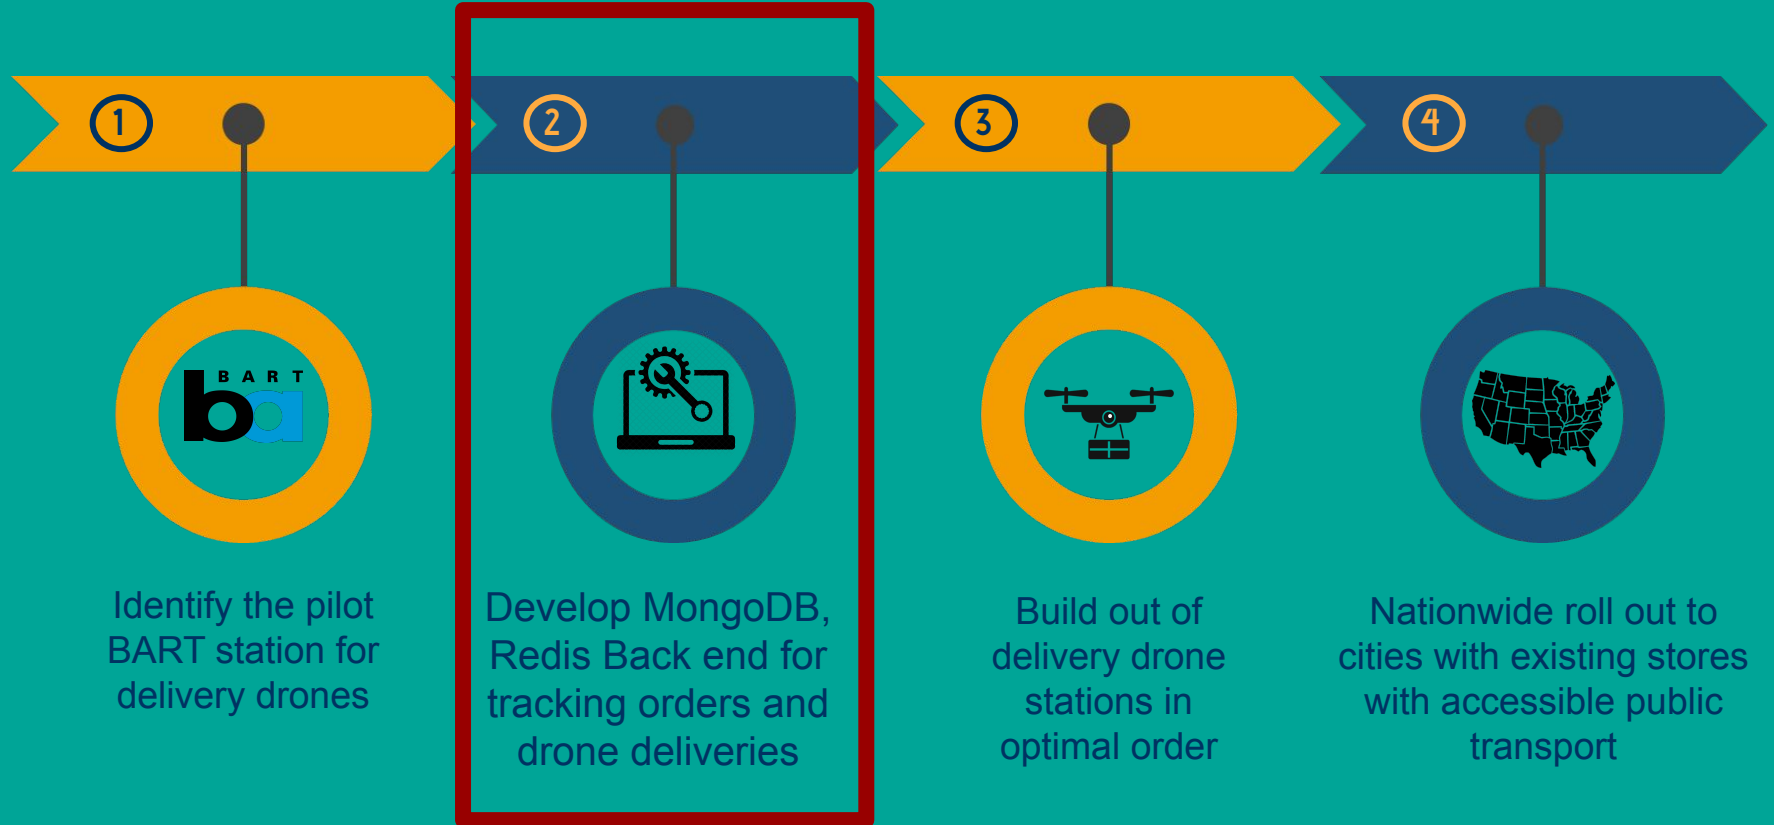 1
2
3
4
BART
ba
Identify the pilot
BART station for
delivery drones
Develop MongoDB,
Redis Back end for
tracking orders and
drone deliveries
Build out of
delivery drone
stations in
optimal order
Nationwide roll out to
cities with existing stores
with accessible public
transport